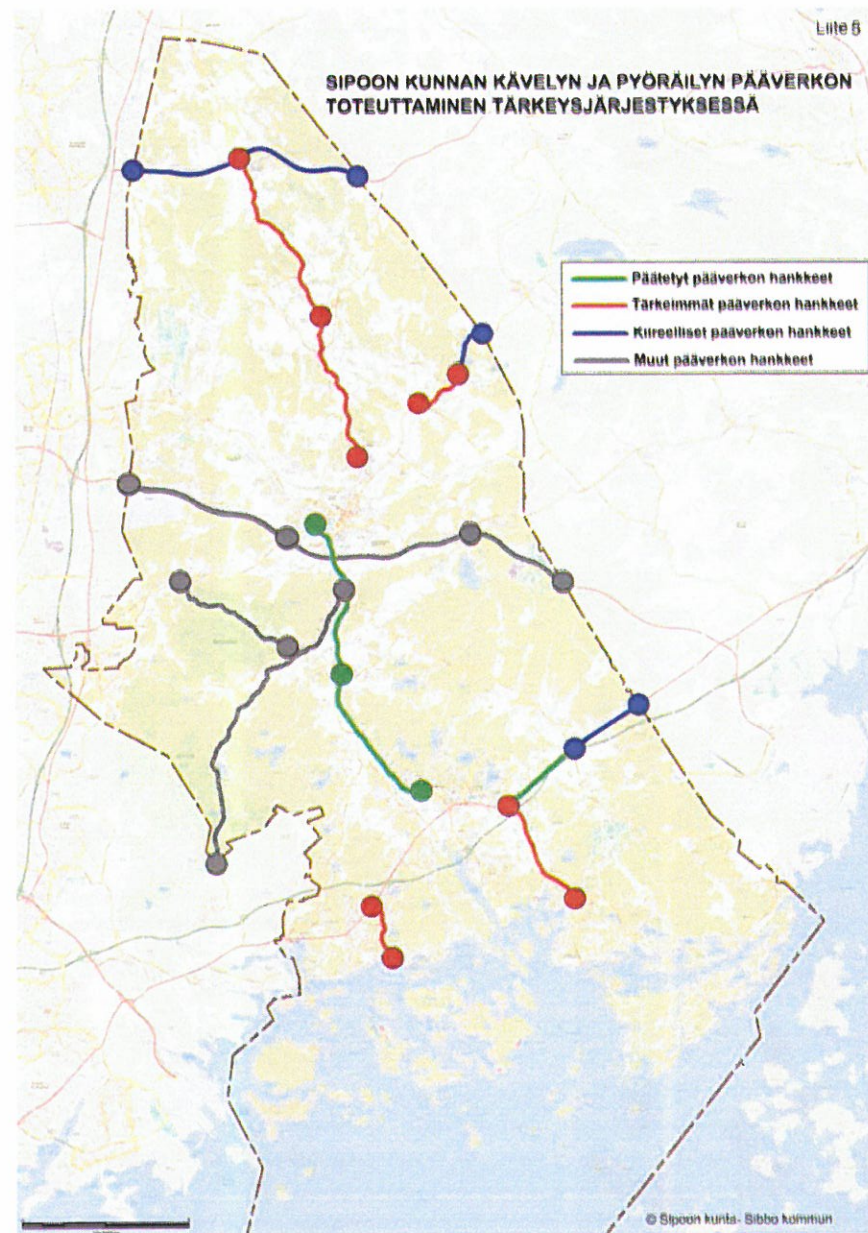 Liite 5
SIPOON KUNNAN KÄVELYN JA PYÖRÄILYN PÄÄVERKON
TOTEUTTAMINEN TÄRKEYSJÄRJESTYKSESSÄ
Päätetyt pääverkon hankkeet
Tärkeimmät pääverkon hankkeet
Kiireelliset pääverkon hankkeet
Muut pääverkon hankkeet
© Sipoon kunta- Sibbo kommun